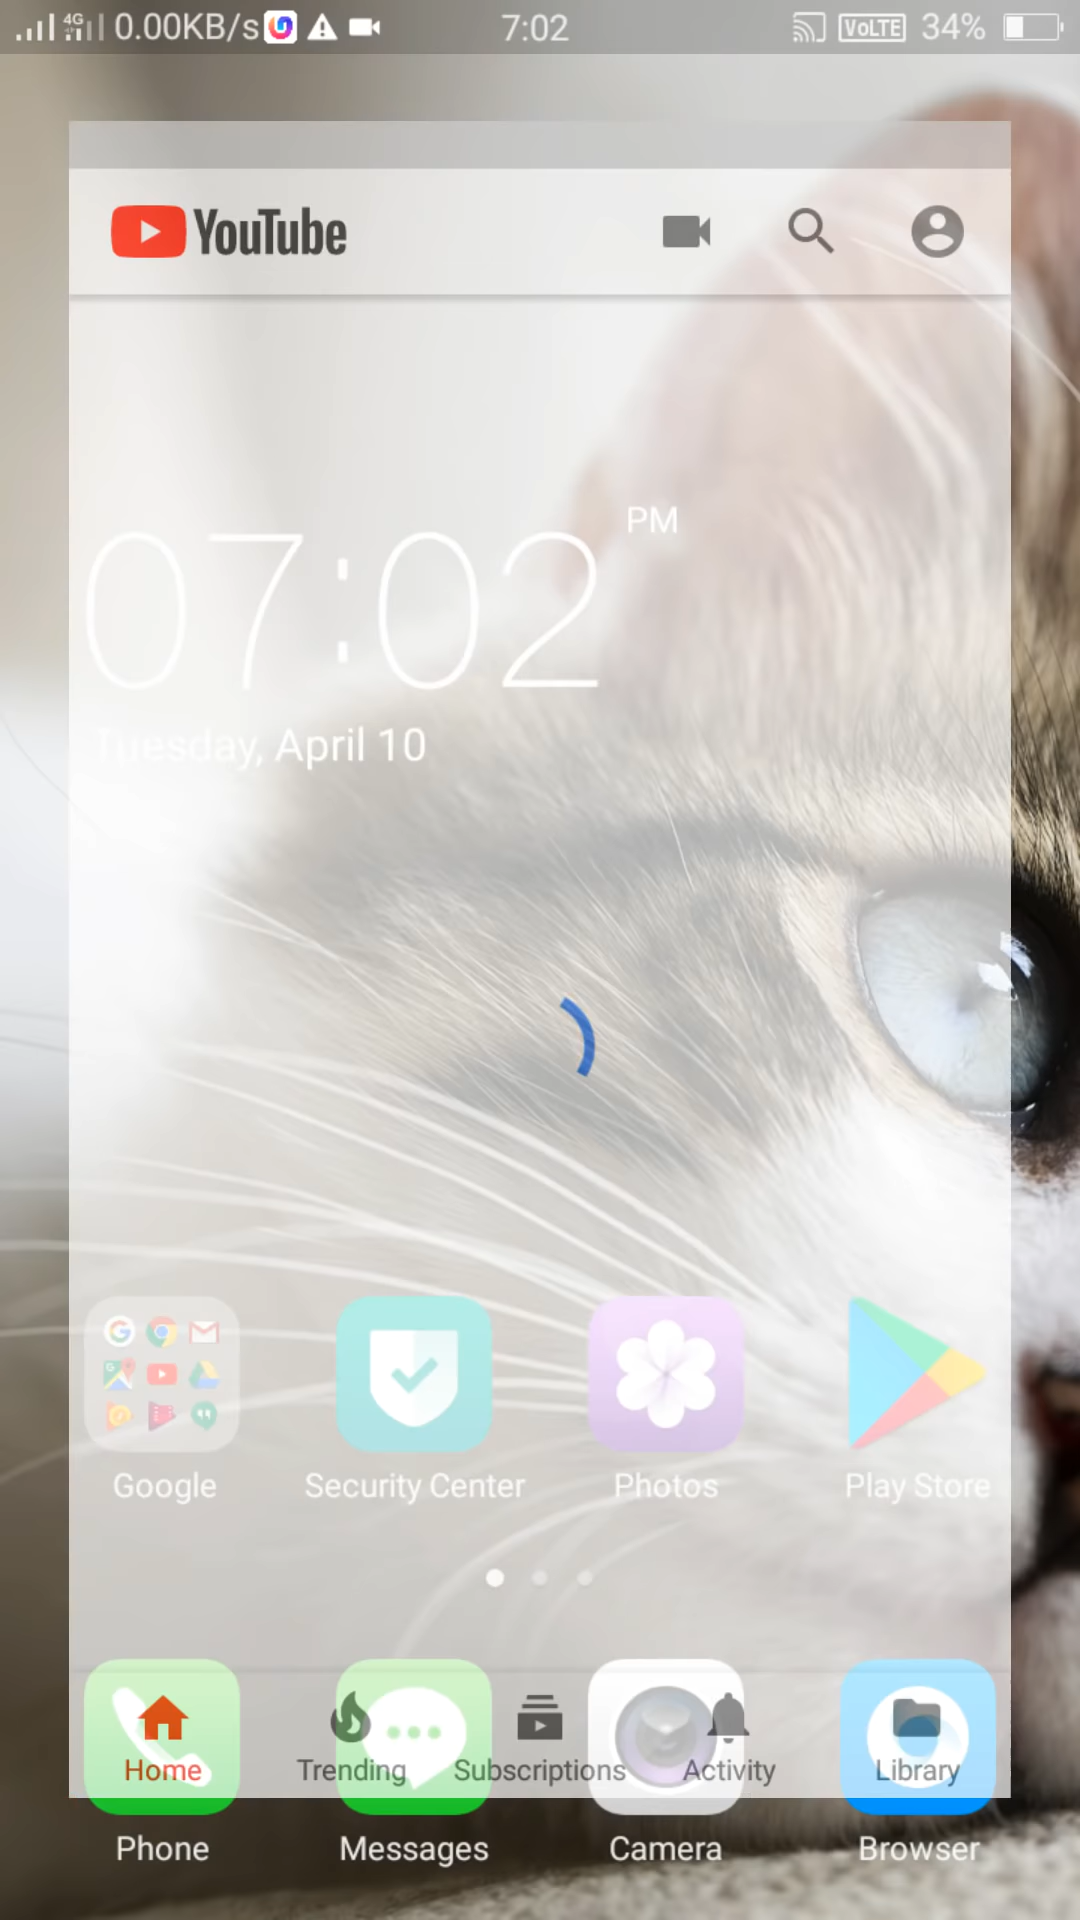 4G 0.00KB/s 7:02 VoLTE 34%
YouTube
07:02 PM
Tuesday, April 10
Google Security Center Photos Play Store
Home Trending Subscriptions Activity Library
Phone Messages Camera Browser